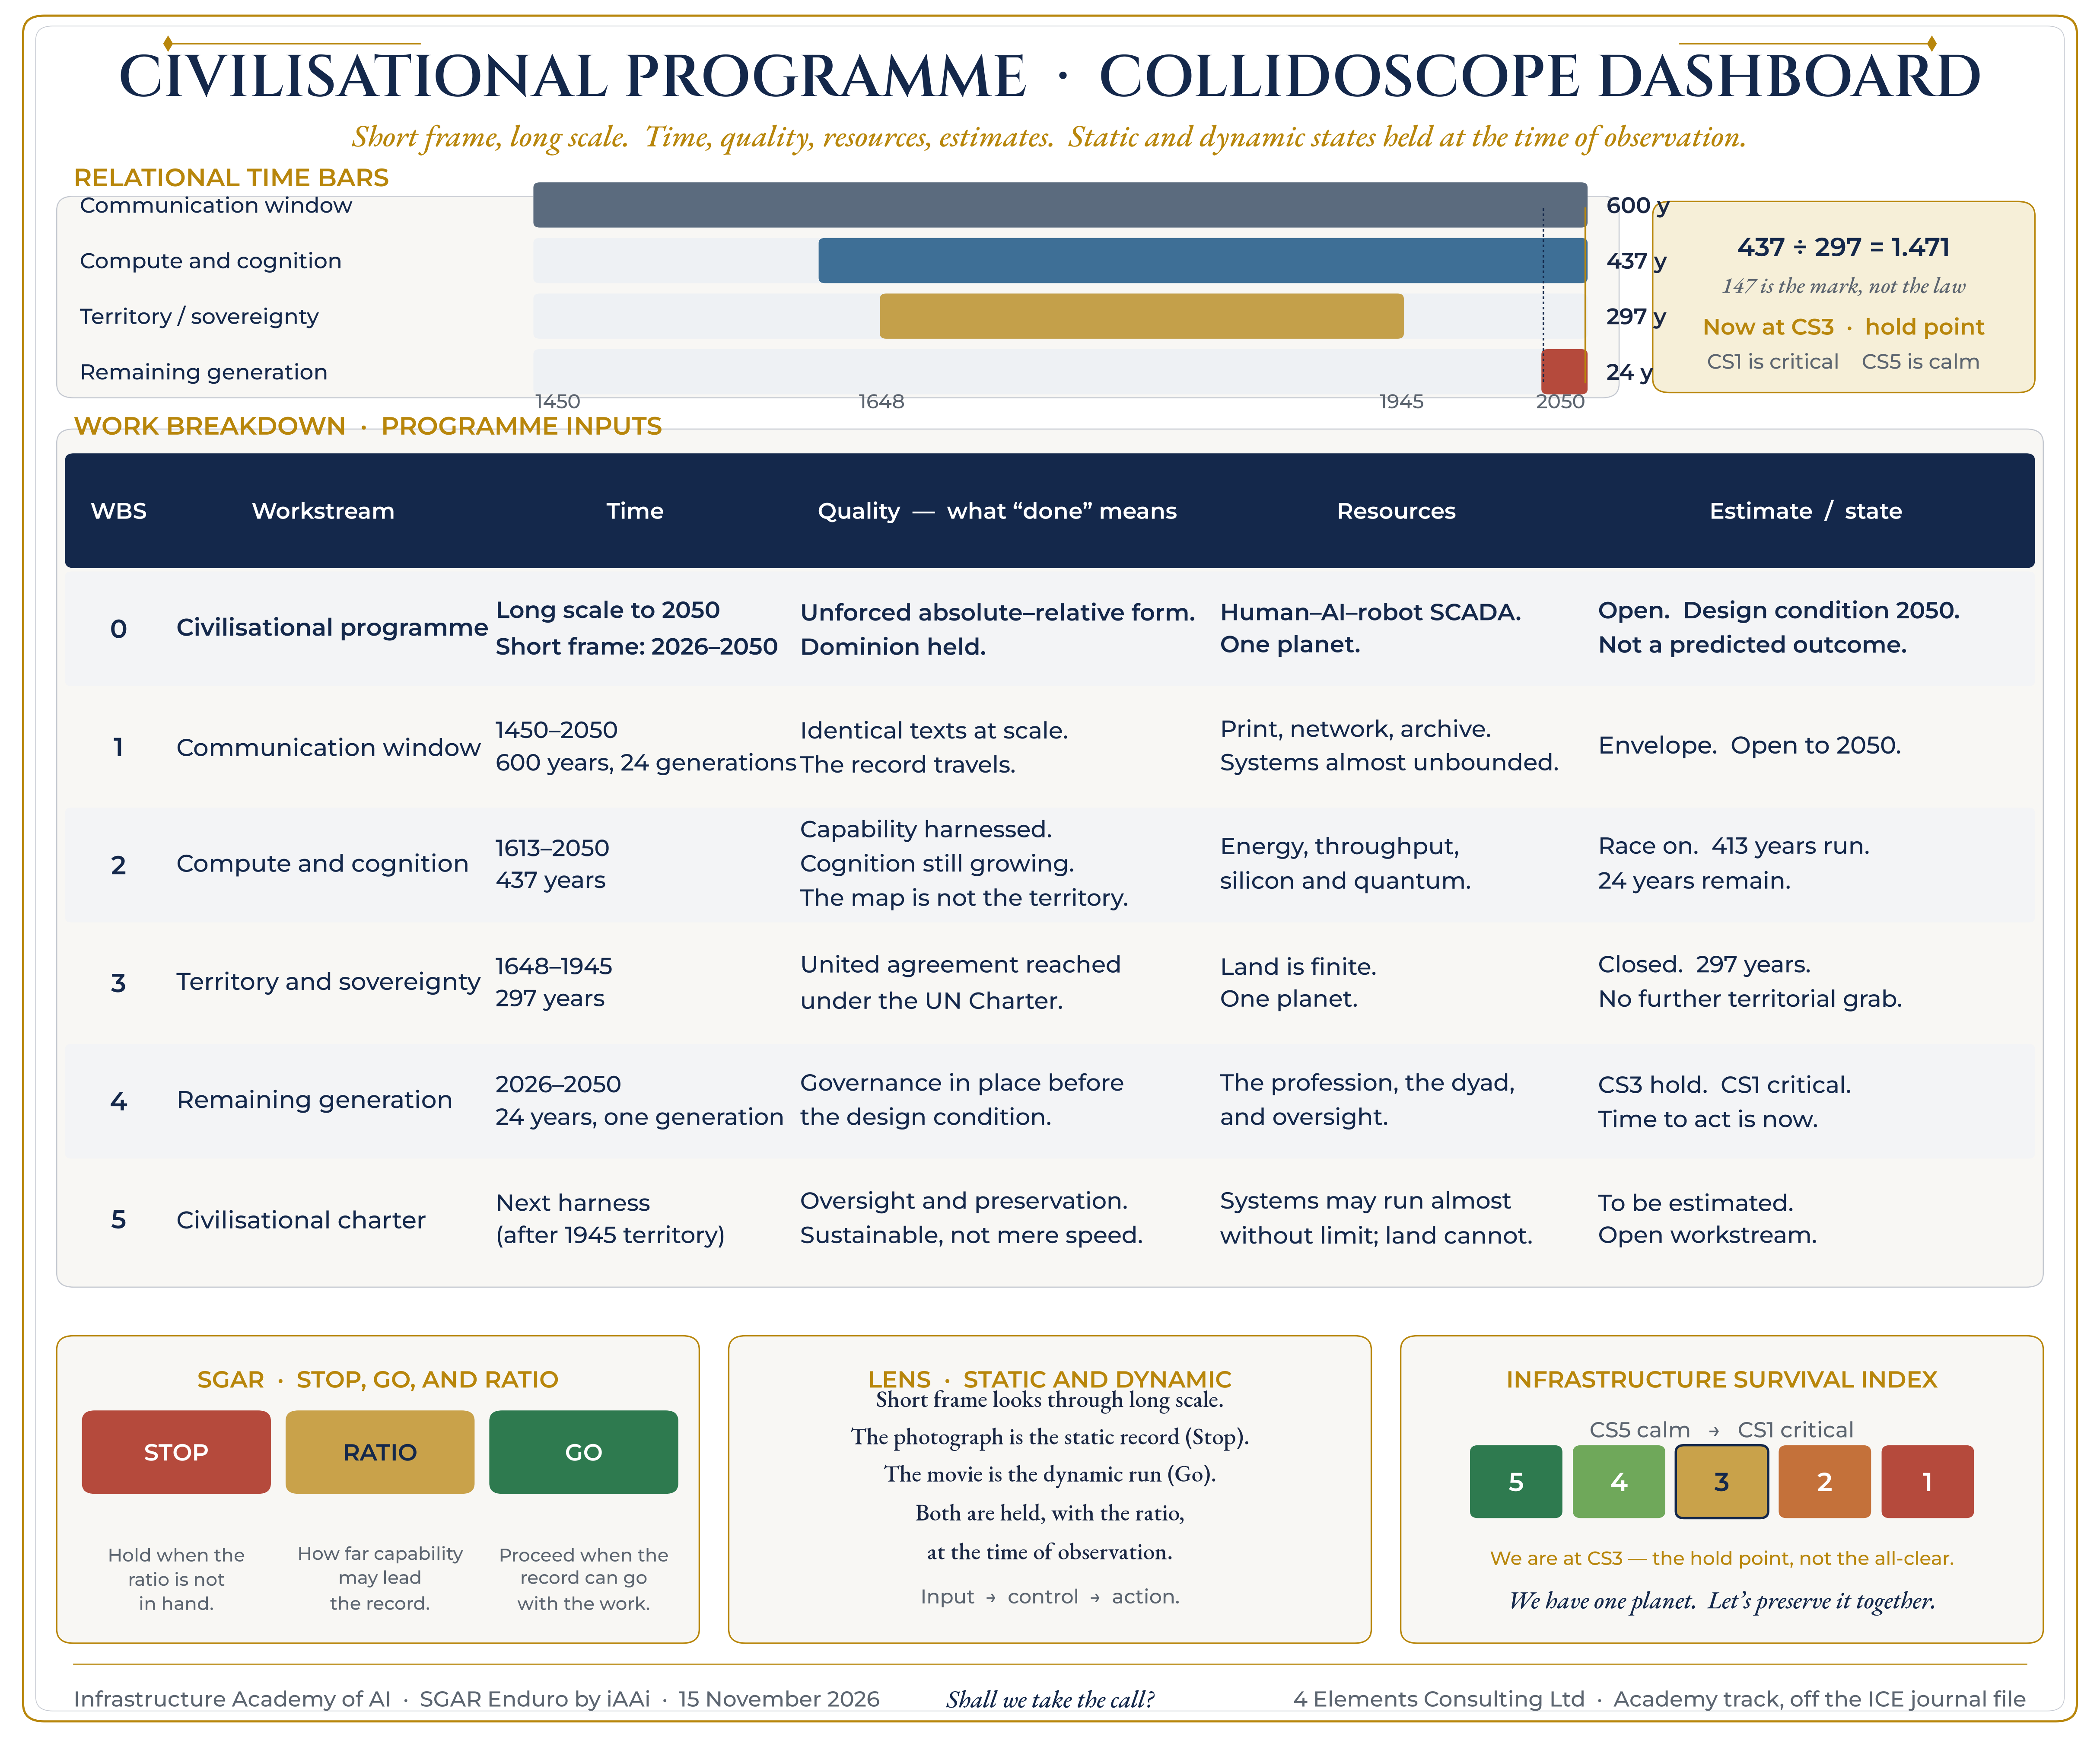 CIVILISATIONAL PROGRAMME · COLLIDOSCOPE DASHBOARD
Short frame, long scale. Time, quality, resources, estimates. Static and dynamic states held at the time of observation.
RELATIONAL TIME BARS
Communication window 600 y
Compute and cognition 437 y
Territory / sovereignty 297 y
Remaining generation 24 y
1450 1648 1945 2050
437 ÷ 297 = 1.471
147 is the mark, not the law
Now at CS3 · hold point
CS1 is critical CS5 is calm
WORK BREAKDOWN · PROGRAMME INPUTS
WBS Workstream Time Quality — what “done” means Resources Estimate / state
0
Civilisational programme
Long scale to 2050
Short frame: 2026–2050
Unforced absolute–relative form.
Dominion held.
Human–AI–robot SCADA.
One planet.
Open. Design condition 2050.
Not a predicted outcome.
1
Communication window
1450–2050
600 years, 24 generations
Identical texts at scale.
The record travels.
Print, network, archive.
Systems almost unbounded.
Envelope. Open to 2050.
2
Compute and cognition
1613–2050
437 years
Capability harnessed.
Cognition still growing.
The map is not the territory.
Energy, throughput,
silicon and quantum.
Race on. 413 years run.
24 years remain.
3
Territory and sovereignty
1648–1945
297 years
United agreement reached
under the UN Charter.
Land is finite.
One planet.
Closed. 297 years.
No further territorial grab.
4
Remaining generation
2026–2050
24 years, one generation
Governance in place before
the design condition.
The profession, the dyad,
and oversight.
CS3 hold. CS1 critical.
Time to act is now.
5
Civilisational charter
Next harness
(after 1945 territory)
Oversight and preservation.
Sustainable, not mere speed.
Systems may run almost
without limit; land cannot.
To be estimated.
Open workstream.
SGAR · STOP, GO, AND RATIO
STOP
RATIO
GO
Hold when the
ratio is not
in hand.
How far capability
may lead
the record.
Proceed when the
record can go
with the work.
LENS · STATIC AND DYNAMIC
Short frame looks through long scale.
The photograph is the static record (Stop).
The movie is the dynamic run (Go).
Both are held, with the ratio,
at the time of observation.
Input → control → action.
INFRASTRUCTURE SURVIVAL INDEX
CS5 calm → CS1 critical
5 4 3 2 1
We are at CS3 — the hold point, not the all-clear.
We have one planet. Let’s preserve it together.
Infrastructure Academy of AI · SGAR Enduro by iAAi · 15 November 2026
Shall we take the call?
4 Elements Consulting Ltd · Academy track, off the ICE journal file